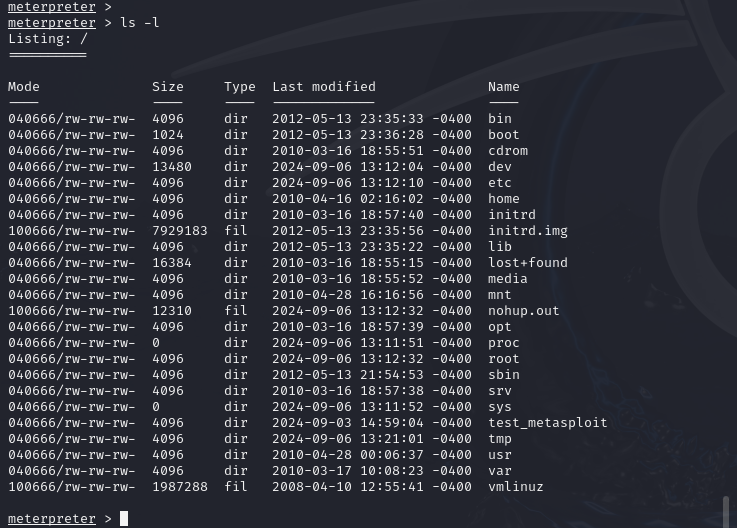 meterpreter >
meterpreter > ls -l
Listing: /
==========
Mode Size Type Last modified Name
---- ---- ---- ------------- ----
040666/rw-rw-rw- 4096 dir 2012-05-13 23:35:33 -0400 bin
040666/rw-rw-rw- 1024 dir 2012-05-13 23:36:28 -0400 boot
040666/rw-rw-rw- 4096 dir 2010-03-16 18:55:51 -0400 cdrom
040666/rw-rw-rw- 13480 dir 2024-09-06 13:12:04 -0400 dev
040666/rw-rw-rw- 4096 dir 2024-09-06 13:12:10 -0400 etc
040666/rw-rw-rw- 4096 dir 2010-04-16 02:16:02 -0400 home
040666/rw-rw-rw- 4096 dir 2010-03-16 18:57:40 -0400 initrd
100666/rw-rw-rw- 7929183 fil 2012-05-13 23:35:56 -0400 initrd.img
040666/rw-rw-rw- 4096 dir 2012-05-13 23:35:22 -0400 lib
040666/rw-rw-rw- 16384 dir 2010-03-16 18:55:15 -0400 lost+found
040666/rw-rw-rw- 4096 dir 2010-03-16 18:55:52 -0400 media
040666/rw-rw-rw- 4096 dir 2010-04-28 16:16:56 -0400 mnt
100666/rw-rw-rw- 12310 fil 2024-09-06 13:12:32 -0400 nohup.out
040666/rw-rw-rw- 4096 dir 2010-03-16 18:57:39 -0400 opt
040666/rw-rw-rw- 0 dir 2024-09-06 13:11:51 -0400 proc
040666/rw-rw-rw- 4096 dir 2024-09-06 13:12:32 -0400 root
040666/rw-rw-rw- 4096 dir 2012-05-13 21:54:53 -0400 sbin
040666/rw-rw-rw- 4096 dir 2010-03-16 18:57:38 -0400 srv
040666/rw-rw-rw- 0 dir 2024-09-06 13:11:52 -0400 sys
040666/rw-rw-rw- 4096 dir 2024-09-03 14:59:04 -0400 test_metasploit
040666/rw-rw-rw- 4096 dir 2024-09-06 13:21:01 -0400 tmp
040666/rw-rw-rw- 4096 dir 2010-04-28 00:06:37 -0400 usr
040666/rw-rw-rw- 4096 dir 2010-03-17 10:08:23 -0400 var
100666/rw-rw-rw- 1987288 fil 2008-04-10 12:55:41 -0400 vmlinuz
meterpreter >